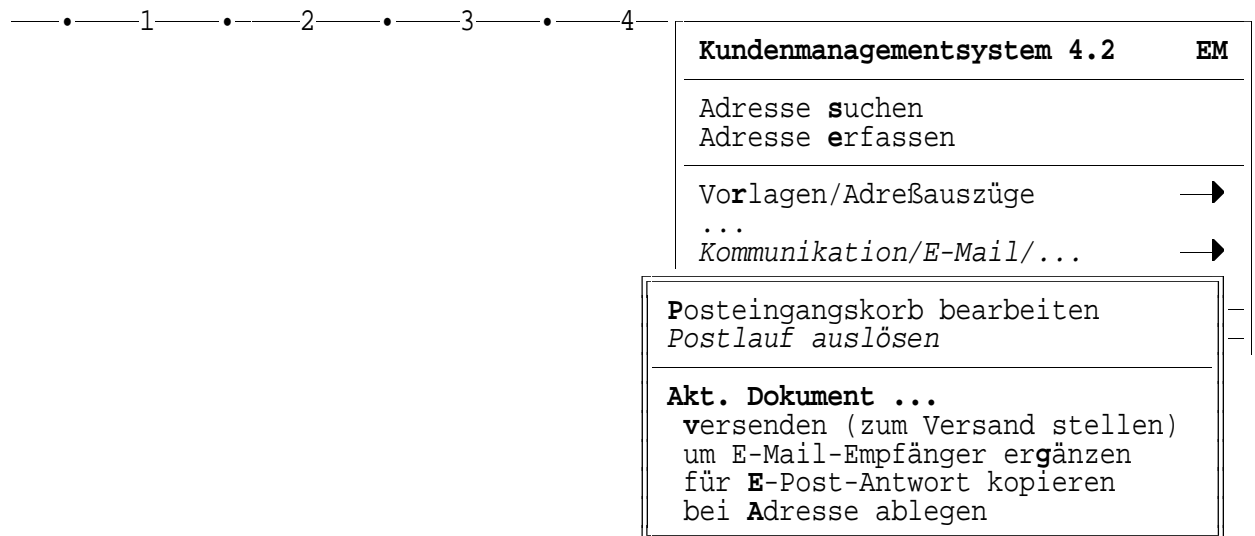 1 2 3 4
Kundenmanagementsystem 4.2 EM
Adresse suchen
Adresse erfassen
Vorlagen/Adreßauszüge
...
Kommunikation/E-Mail/...
Posteingangskorb bearbeiten
Postlauf auslösen
Akt. Dokument ...
versenden (zum Versand stellen)
um E-Mail-Empfänger ergänzen
für E-Post-Antwort kopieren
bei Adresse ablegen